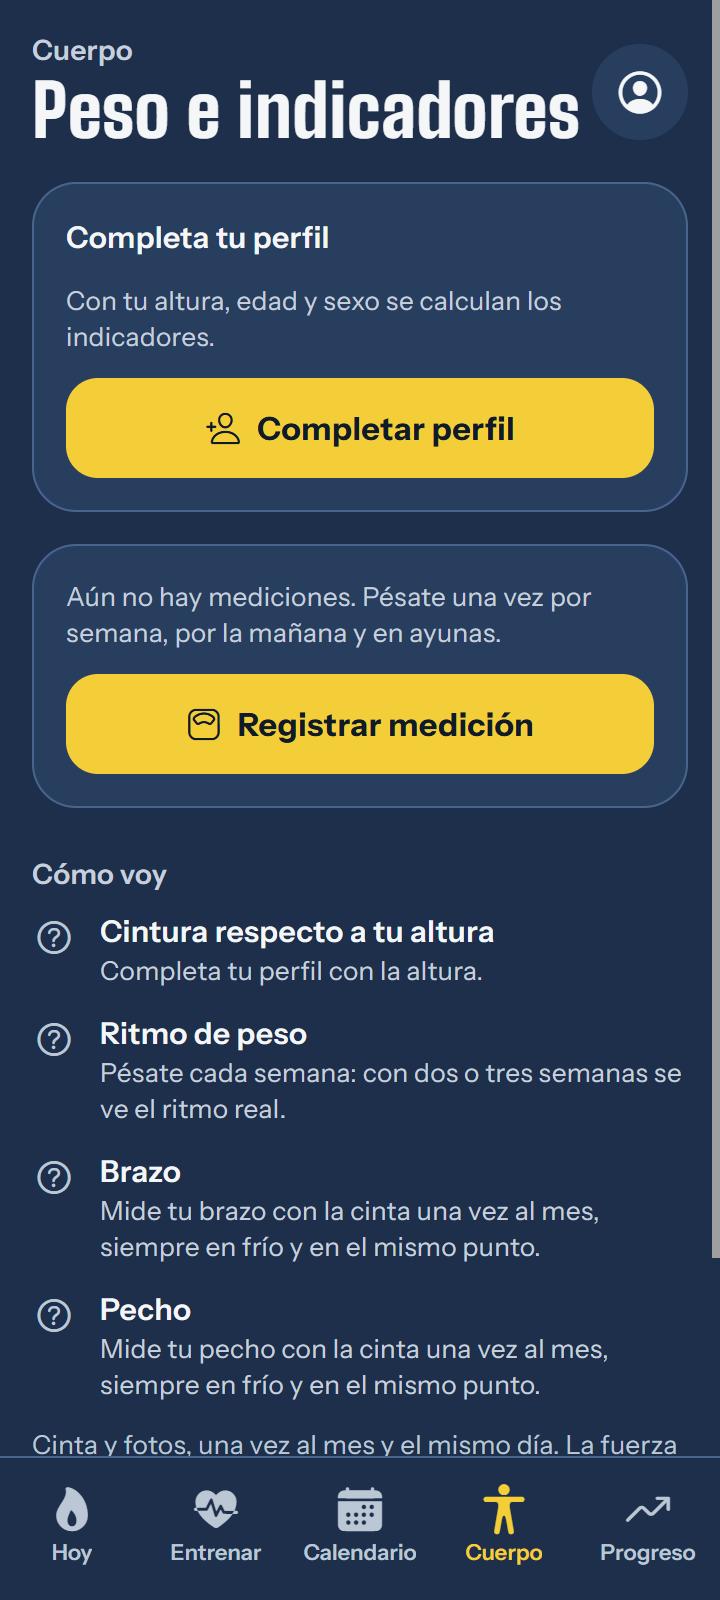 Cuerpo
Peso e indicadores
Completa tu perfil
Con tu altura, edad y sexo se calculan los
indicadores.
Completar perfil
Aún no hay mediciones. Pésate una vez por
semana, por la mañana y en ayunas.
Registrar medición
Cómo voy
Cintura respecto a tu altura
Completa tu perfil con la altura.
Ritmo de peso
Pésate cada semana: con dos o tres semanas se
ve el ritmo real.
Brazo
Mide tu brazo con la cinta una vez al mes,
siempre en frío y en el mismo punto.
Pecho
Mide tu pecho con la cinta una vez al mes,
siempre en frío y en el mismo punto.
Cinta y fotos, una vez al mes y el mismo día. La fuerza
Hoy
Entrenar
Calendario
Cuerpo
Progreso